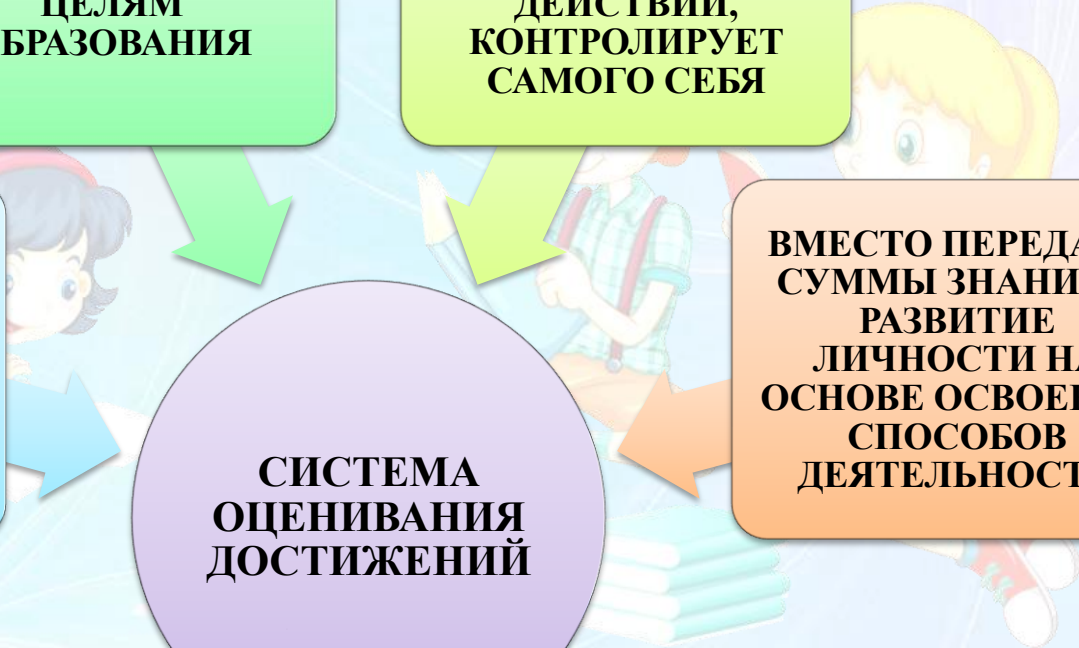 ЦЕЛЯМ
БРАЗОВАНИЯ
ДЕЙСТВИЙ,
КОНТРОЛИРУЕТ
САМОГО СЕБЯ
ВМЕСТО ПЕРЕДА
СУММЫ ЗНАНИ
РАЗВИТИЕ
ЛИЧНОСТИ НА
ОСНОВЕ ОСВОЕ
СПОСОБОВ
ДЕЯТЕЛЬНОСТ
СИСТЕМА
ОЦЕНИВАНИЯ
ДОСТИЖЕНИЙ